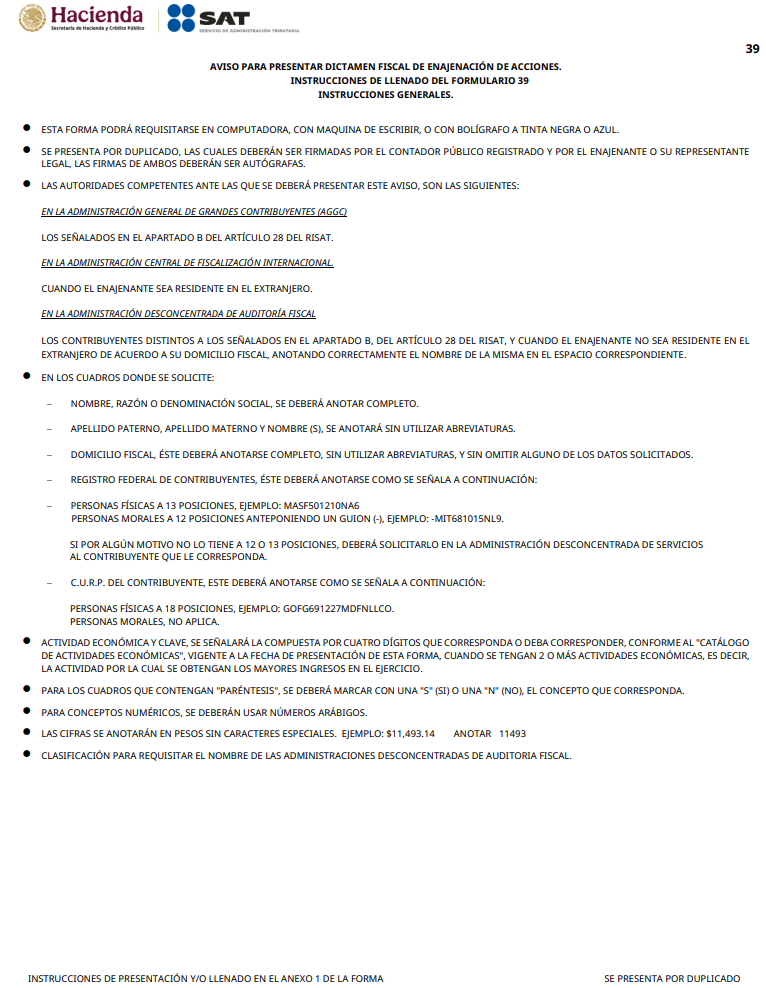 Hacienda
Secretaría de Hacienda y Crédito Público
SAT
SERVICIO DE ADMINISTRACIÓN TRIBUTARIA
39
AVISO PARA PRESENTAR DICTAMEN FISCAL DE ENAJENACIÓN DE ACCIONES.
INSTRUCCIONES DE LLENADO DEL FORMULARIO 39
INSTRUCCIONES GENERALES.
● ESTA FORMA PODRÁ REQUISITARSE EN COMPUTADORA, CON MAQUINA DE ESCRIBIR, O CON BOLÍGRAFO A TINTA NEGRA O AZUL.
● SE PRESENTA POR DUPLICADO, LAS CUALES DEBERÁN SER FIRMADAS POR EL CONTADOR PÚBLICO REGISTRADO Y POR EL ENAJENANTE O SU REPRESENTANTE
LEGAL, LAS FIRMAS DE AMBOS DEBERÁN SER AUTÓGRAFAS.
● LAS AUTORIDADES COMPETENTES ANTE LAS QUE SE DEBERÁ PRESENTAR ESTE AVISO, SON LAS SIGUIENTES:
EN LA ADMINISTRACIÓN GENERAL DE GRANDES CONTRIBUYENTES (AGGC)
LOS SEÑALADOS EN EL APARTADO B DEL ARTÍCULO 28 DEL RISAT.
EN LA ADMINISTRACIÓN CENTRAL DE FISCALIZACIÓN INTERNACIONAL.
CUANDO EL ENAJENANTE SEA RESIDENTE EN EL EXTRANJERO.
EN LA ADMINISTRACIÓN DESCONCENTRADA DE AUDITORÍA FISCAL
LOS CONTRIBUYENTES DISTINTOS A LOS SEÑALADOS EN EL APARTADO B, DEL ARTÍCULO 28 DEL RISAT, Y CUANDO EL ENAJENANTE NO SEA RESIDENTE EN EL
EXTRANJERO DE ACUERDO A SU DOMICILIO FISCAL, ANOTANDO CORRECTAMENTE EL NOMBRE DE LA MISMA EN EL ESPACIO CORRESPONDIENTE.
● EN LOS CUADROS DONDE SE SOLICITE:
– NOMBRE, RAZÓN O DENOMINACIÓN SOCIAL, SE DEBERÁ ANOTAR COMPLETO.
– APELLIDO PATERNO, APELLIDO MATERNO Y NOMBRE (S), SE ANOTARÁ SIN UTILIZAR ABREVIATURAS.
– DOMICILIO FISCAL, ÉSTE DEBERÁ ANOTARSE COMPLETO, SIN UTILIZAR ABREVIATURAS, Y SIN OMITIR ALGUNO DE LOS DATOS SOLICITADOS.
– REGISTRO FEDERAL DE CONTRIBUYENTES, ÉSTE DEBERÁ ANOTARSE COMO SE SEÑALA A CONTINUACIÓN:
– PERSONAS FÍSICAS A 13 POSICIONES, EJEMPLO: MASF501210NA6
PERSONAS MORALES A 12 POSICIONES ANTEPONIENDO UN GUION (-), EJEMPLO: -MIT681015NL9.
SI POR ALGÚN MOTIVO NO LO TIENE A 12 O 13 POSICIONES, DEBERÁ SOLICITARLO EN LA ADMINISTRACIÓN DESCONCENTRADA DE SERVICIOS
AL CONTRIBUYENTE QUE LE CORRESPONDA.
– C.U.R.P. DEL CONTRIBUYENTE, ESTE DEBERÁ ANOTARSE COMO SE SEÑALA A CONTINUACIÓN:
PERSONAS FÍSICAS A 18 POSICIONES, EJEMPLO: GOFG691227MDFNLLCO.
PERSONAS MORALES, NO APLICA.
● ACTIVIDAD ECONÓMICA Y CLAVE, SE SEÑALARÁ LA COMPUESTA POR CUATRO DÍGITOS QUE CORRESPONDA O DEBA CORRESPONDER, CONFORME AL "CATÁLOGO
DE ACTIVIDADES ECONÓMICAS", VIGENTE A LA FECHA DE PRESENTACIÓN DE ESTA FORMA, CUANDO SE TENGAN 2 O MÁS ACTIVIDADES ECONÓMICAS, ES DECIR,
LA ACTIVIDAD POR LA CUAL SE OBTENGAN LOS MAYORES INGRESOS EN EL EJERCICIO.
● PARA LOS CUADROS QUE CONTENGAN "PARÉNTESIS", SE DEBERÁ MARCAR CON UNA "S" (SI) O UNA "N" (NO), EL CONCEPTO QUE CORRESPONDA.
● PARA CONCEPTOS NUMÉRICOS, SE DEBERÁN USAR NÚMEROS ARÁBIGOS.
● LAS CIFRAS SE ANOTARÁN EN PESOS SIN CARACTERES ESPECIALES. EJEMPLO: $11,493.14 ANOTAR 11493
● CLASIFICACIÓN PARA REQUISITAR EL NOMBRE DE LAS ADMINISTRACIONES DESCONCENTRADAS DE AUDITORIA FISCAL.
INSTRUCCIONES DE PRESENTACIÓN Y/O LLENADO EN EL ANEXO 1 DE LA FORMA SE PRESENTA POR DUPLICADO